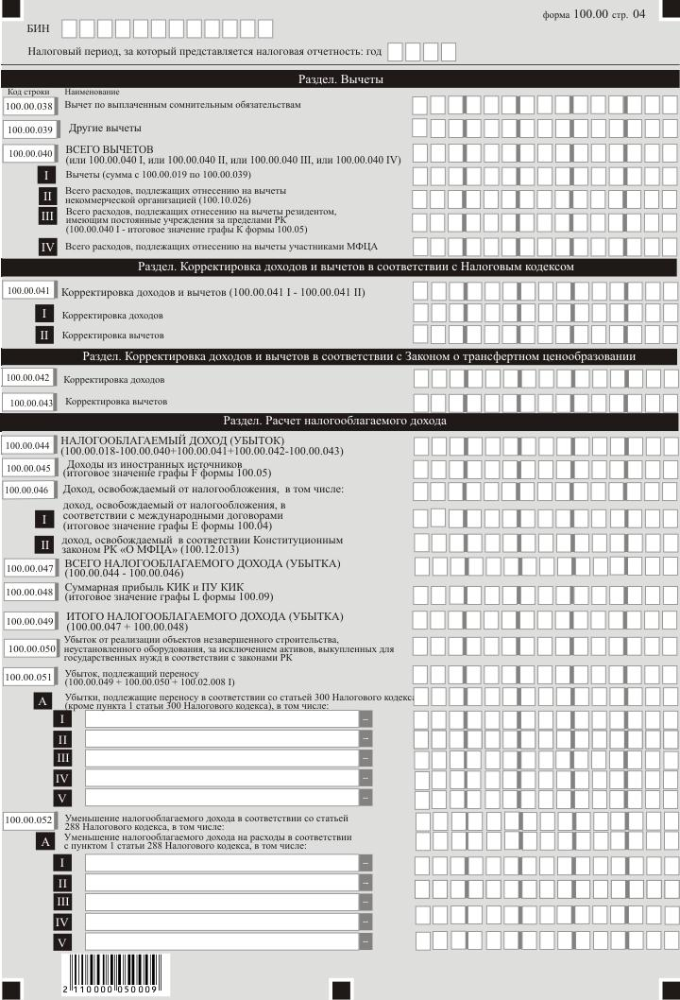 форма 100.00 стр. 04
БИН
Налоговый период, за который представляется налоговая отчетность: год
Раздел. Вычеты
Код строки Наименование
100.00.038 Вычет по выплаченным сомнительным обязательствам
100.00.039 Другие вычеты
100.00.040 ВСЕГО ВЫЧЕТОВ
(или 100.00.040 I, или 100.00.040 II, или 100.00.040 III, или 100.00.040 IV)
I Вычеты (сумма с 100.00.019 по 100.00.039)
II Всего расходов, подлежащих отнесению на вычеты
некоммерческой организацией (100.10.026)
III Всего расходов, подлежащих отнесению на вычеты резидентом,
имеющим постоянные учреждения за пределами РК
(100.00.040 I - итоговое значение графы K формы 100.05)
IV Всего расходов, подлежащих отнесению на вычеты участниками МФЦА
Раздел. Корректировка доходов и вычетов в соответствии с Налоговым кодексом
100.00.041 Корректировка доходов и вычетов (100.00.041 I - 100.00.041 II)
I Корректировка доходов
II Корректировка вычетов
Раздел. Корректировка доходов и вычетов в соответствии с Законом о трансфертном ценообразовании
100.00.042 Корректировка доходов
100.00.043 Корректировка вычетов
Раздел. Расчет налогооблагаемого дохода
100.00.044 НАЛОГООБЛАГАЕМЫЙ ДОХОД (УБЫТОК)
(100.00.018-100.00.040+100.00.041+100.00.042-100.00.043)
100.00.045 Доходы из иностранных источников
(итоговое значение графы F формы 100.05)
100.00.046 Доход, освобождаемый от налогообложения, в том числе:
I доход, освобождаемый от налогообложения, в
соответствии с международными договорами
(итоговое значение графы E формы 100.04)
II доход, освобождаемый в соответствии Конституционным
законом РК «О МФЦА» (100.12.013)
100.00.047 ВСЕГО НАЛОГООБЛАГАЕМОГО ДОХОДА (УБЫТКА)
(100.00.044 - 100.00.046)
100.00.048 Суммарная прибыль КИК и ПУ КИК
(итоговое значение графы L формы 100.09)
100.00.049 ИТОГО НАЛОГООБЛАГАЕМОГО ДОХОДА (УБЫТКА)
(100.00.047 + 100.00.048)
100.00.050 Убыток от реализации объектов незавершенного строительства,
неустановленного оборудования, за исключением активов, выкупленных для
государственных нужд в соответствии с законами РК
100.00.051 Убыток, подлежащий переносу
(100.00.049 + 100.00.050 + 100.02.008 I)
A Убытки, подлежащие переносу в соответствии со статьей 300 Налогового кодекса
(кроме пункта 1 статьи 300 Налогового кодекса), в том числе:
I --
II --
III --
IV --
V --
100.00.052 Уменьшение налогооблагаемого дохода в соответствии со статьей
288 Налогового кодекса, в том числе:
A Уменьшение налогооблагаемого дохода на расходы в соответствии
с пунктом 1 статьи 288 Налогового кодекса, в том числе:
I --
II --
III --
IV --
V --
2 110000 050009